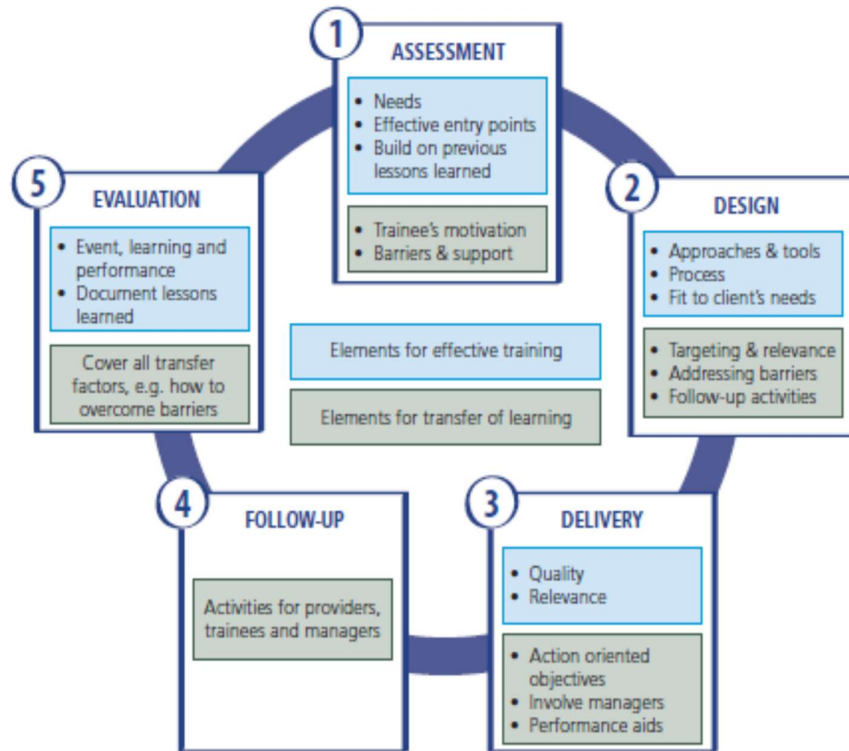 1
ASSESSMENT
• Needs
• Effective entry points
• Build on previous
lessons learned
• Trainee's motivation
• Barriers & support
2
DESIGN
• Approaches & tools
• Process
• Fit to client's needs
• Targeting & relevance
• Addressing barriers
• Follow-up activities
3
DELIVERY
• Quality
• Relevance
• Action oriented
objectives
• Involve managers
• Performance aids
4
FOLLOW-UP
Activities for providers,
trainees and managers
5
EVALUATION
• Event, learning and
performance
• Document lessons
learned
Cover all transfer
factors, e.g. how to
overcome barriers
Elements for effective training
Elements for transfer of learning